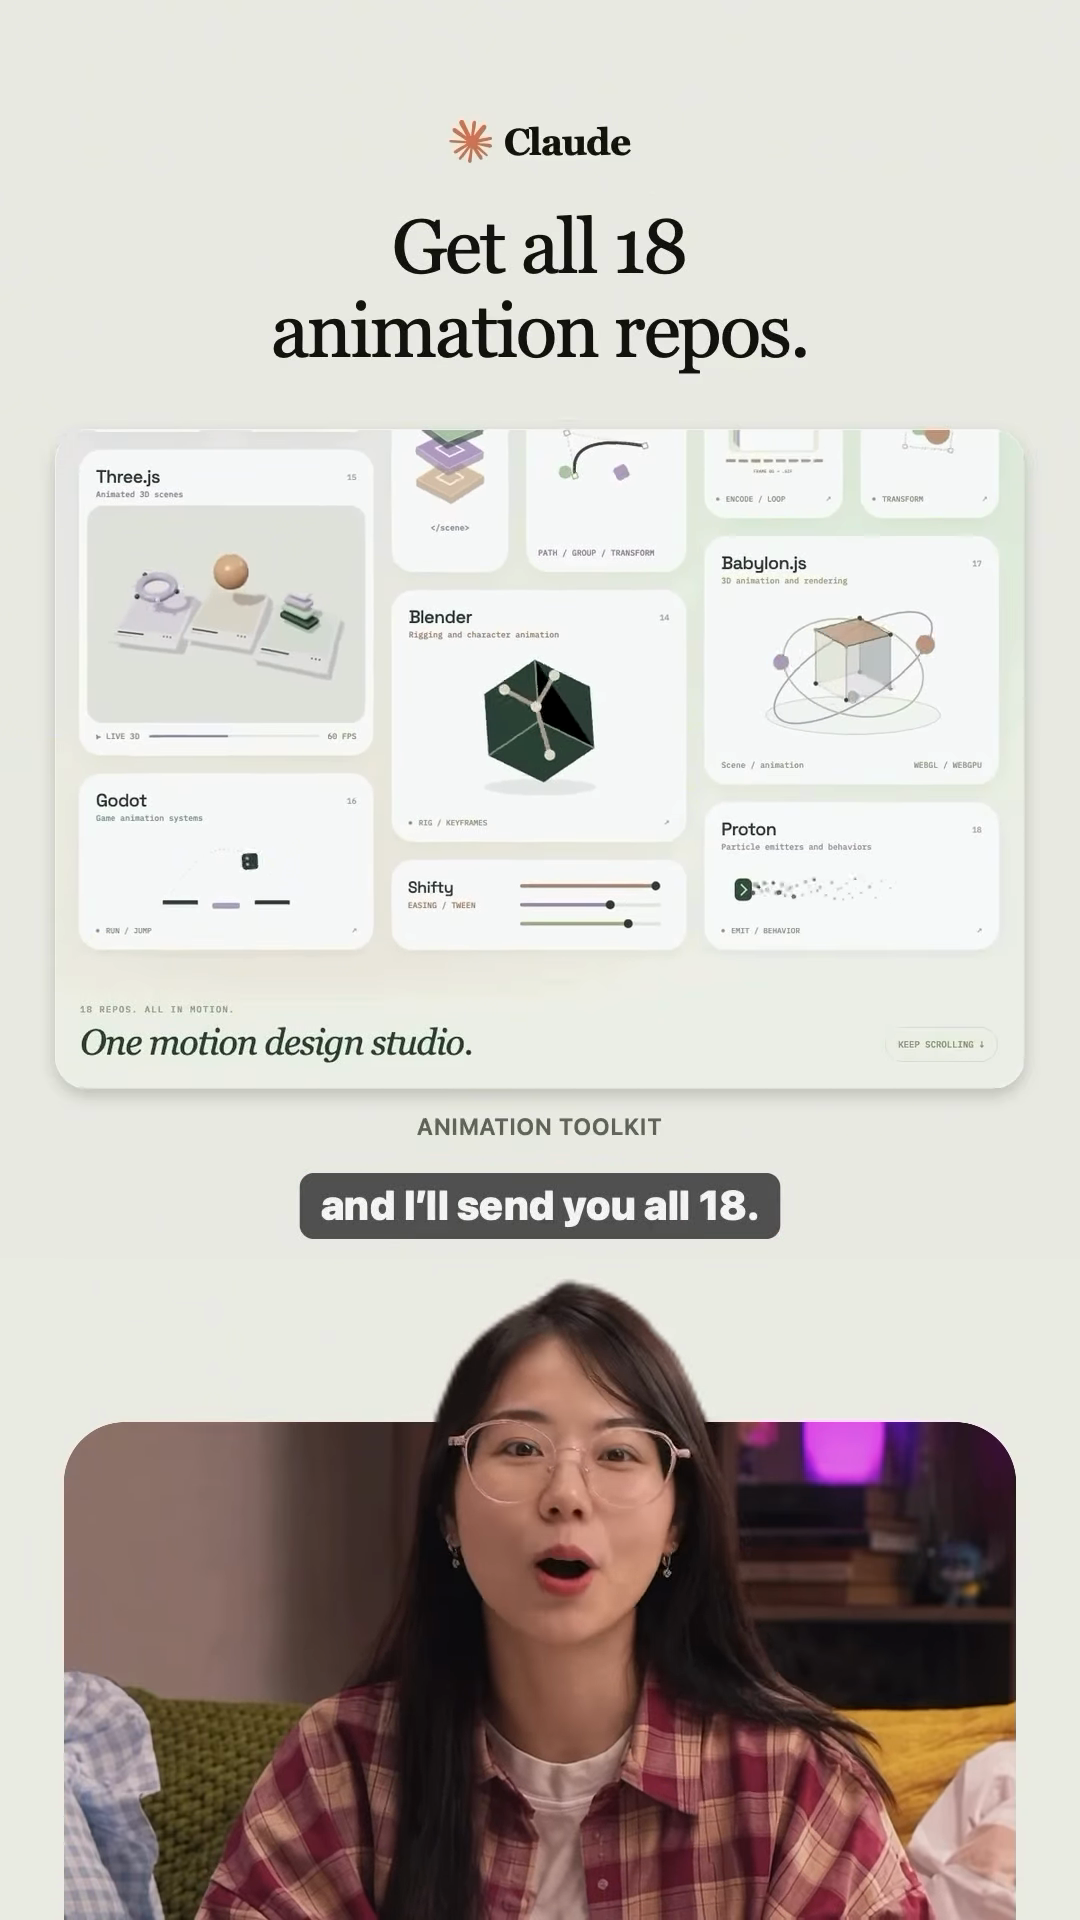 Claude
Get all 18
animation repos.
Three.js
15
Animated 3D scenes
LIVE 3D
60 FPS
Godot
16
Game animation systems
RUN / JUMP
</scene>
PATH / GROUP / TRANSFORM
Blender
14
Rigging and character animation
RIG / KEYFRAMES
Shifty
EASING / TWEEN
ENCODE / LOOP
TRANSFORM
Babylon.js
17
3D animation and rendering
Scene / animation
WEBGL / WEBGPU
Proton
18
Particle emitters and behaviors
EMIT / BEHAVIOR
18 REPOS. ALL IN MOTION.
One motion design studio.
KEEP SCROLLING ↓
ANIMATION TOOLKIT
and I'll send you all 18.